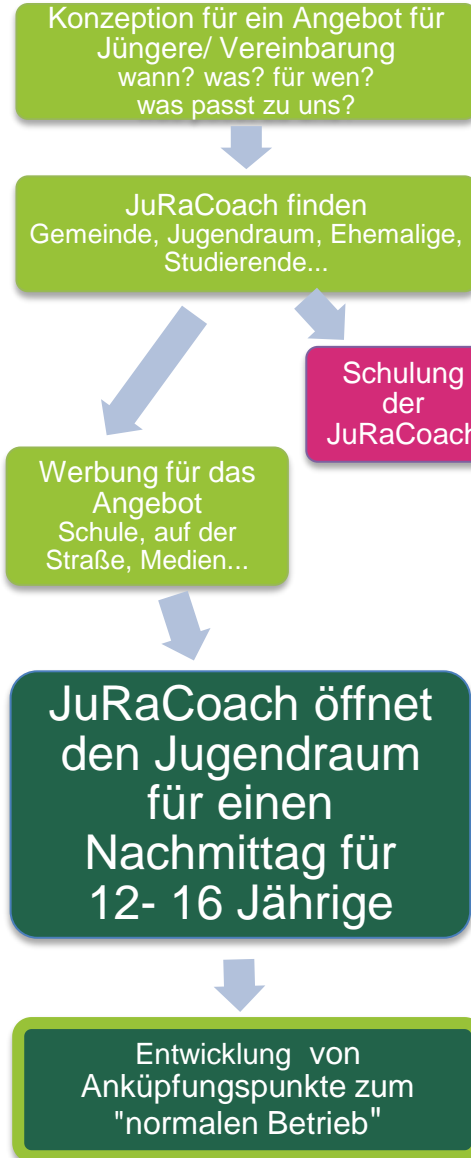 Konzeption für ein Angebot für
Jüngere/ Vereinbarung
wann? was? für wen?
was passt zu uns?
JuRaCoach finden
Gemeinde, Jugendraum, Ehemalige,
Studierende...
Schulung
der
JuRaCoach
Werbung für das
Angebot
Schule, auf der
Straße, Medien...
JuRaCoach öffnet
den Jugendraum
für einen
Nachmittag für
12- 16 Jährige
Entwicklung von
Anküpfungspunkte zum
"normalen Betrieb"